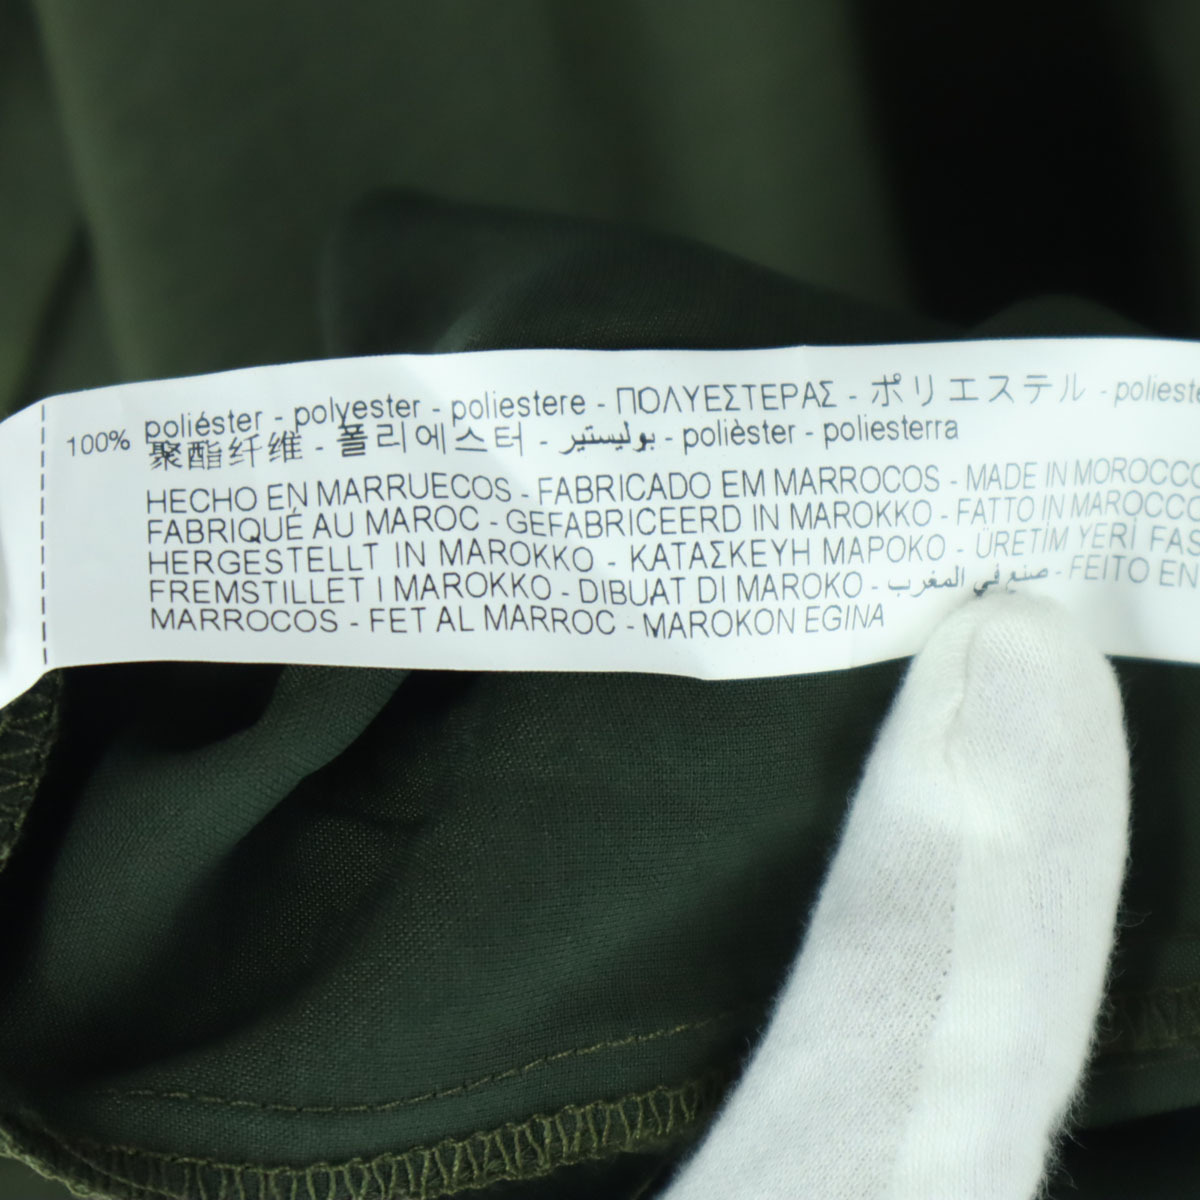 100% poliéster - polyester - poliestere - ΠΟΛΥΕΣΤΕΡΑΣ - ポリエステル -
聚酯纤维 - 폴리에스터 - بوليستير - polièster - poliesterra
HECHO EN MARRUECOS - FABRICADO EM MARROCOS - MADE IN MOROCCO
FABRIQUÉ AU MAROC - GEFABRICEERD IN MAROKKO - FATTO IN MAROCCO
HERGESTELLT IN MAROKKO - ΚΑΤΑΣΚΕΥΗ ΜΑΡΟΚΟ - ÜRETİM YERİ
FREMSTILLET I MAROKKO - DIBUAT DI MAROKO - صنع في المغرب - FEITO EN
MARROCOS - FET AL MARROC - MAROKON EGINA